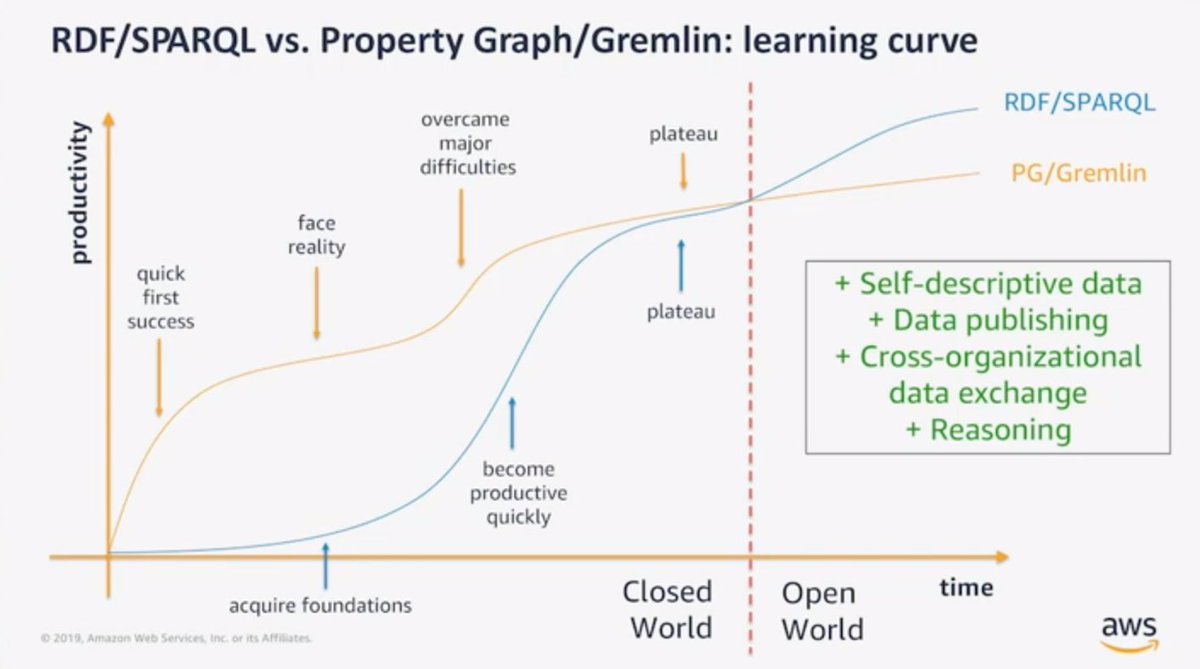 RDF/SPARQL vs. Property Graph/Gremlin: learning curve
productivity
quick
first
success
face
reality
overcame
major
difficulties
plateau
RDF/SPARQL
PG/Gremlin
+ Self-descriptive data
+ Data publishing
+ Cross-organizational
data exchange
+ Reasoning
plateau
become
productive
quickly
acquire foundations
Closed
World
Open
World
time
© 2019, Amazon Web Services, Inc. or its Affiliates.
aws